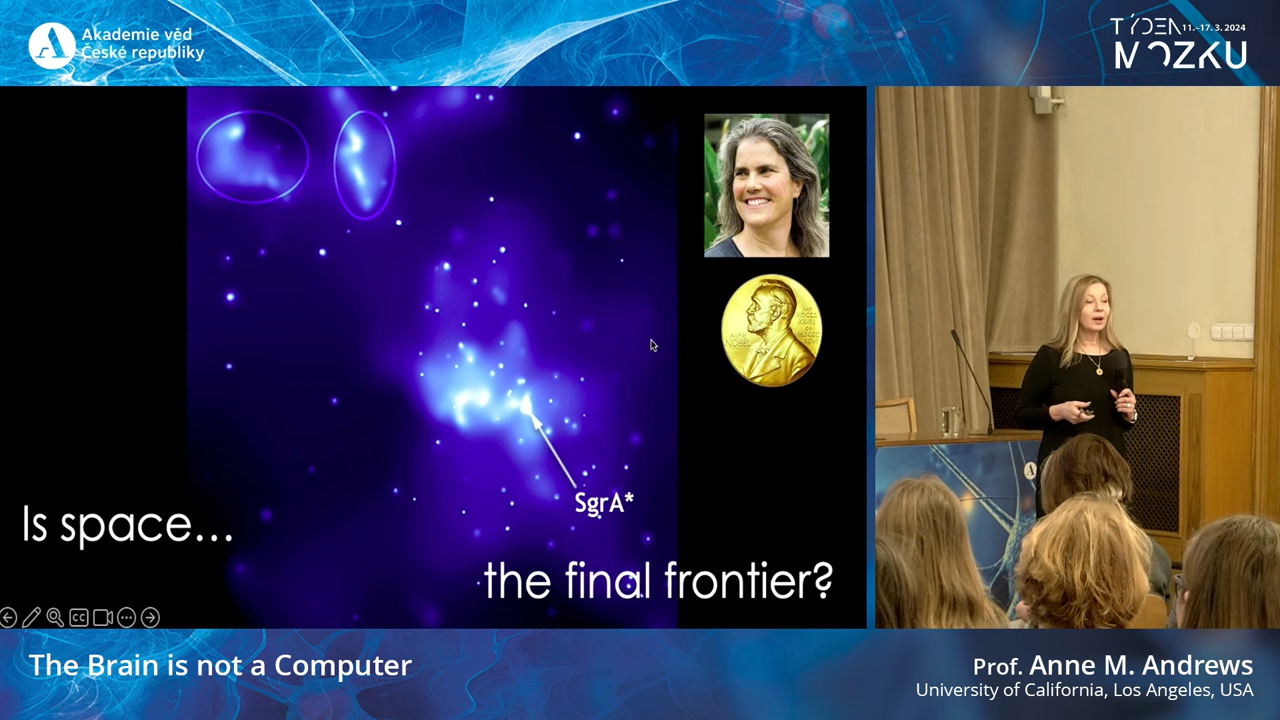 Akademie věd
České republiky
TÝDEN 11.–17. 3. 2024
MOZKU
SgrA*
Is space...
the final frontier?
CC
The Brain is not a Computer
Prof. Anne M. Andrews
University of California, Los Angeles, USA